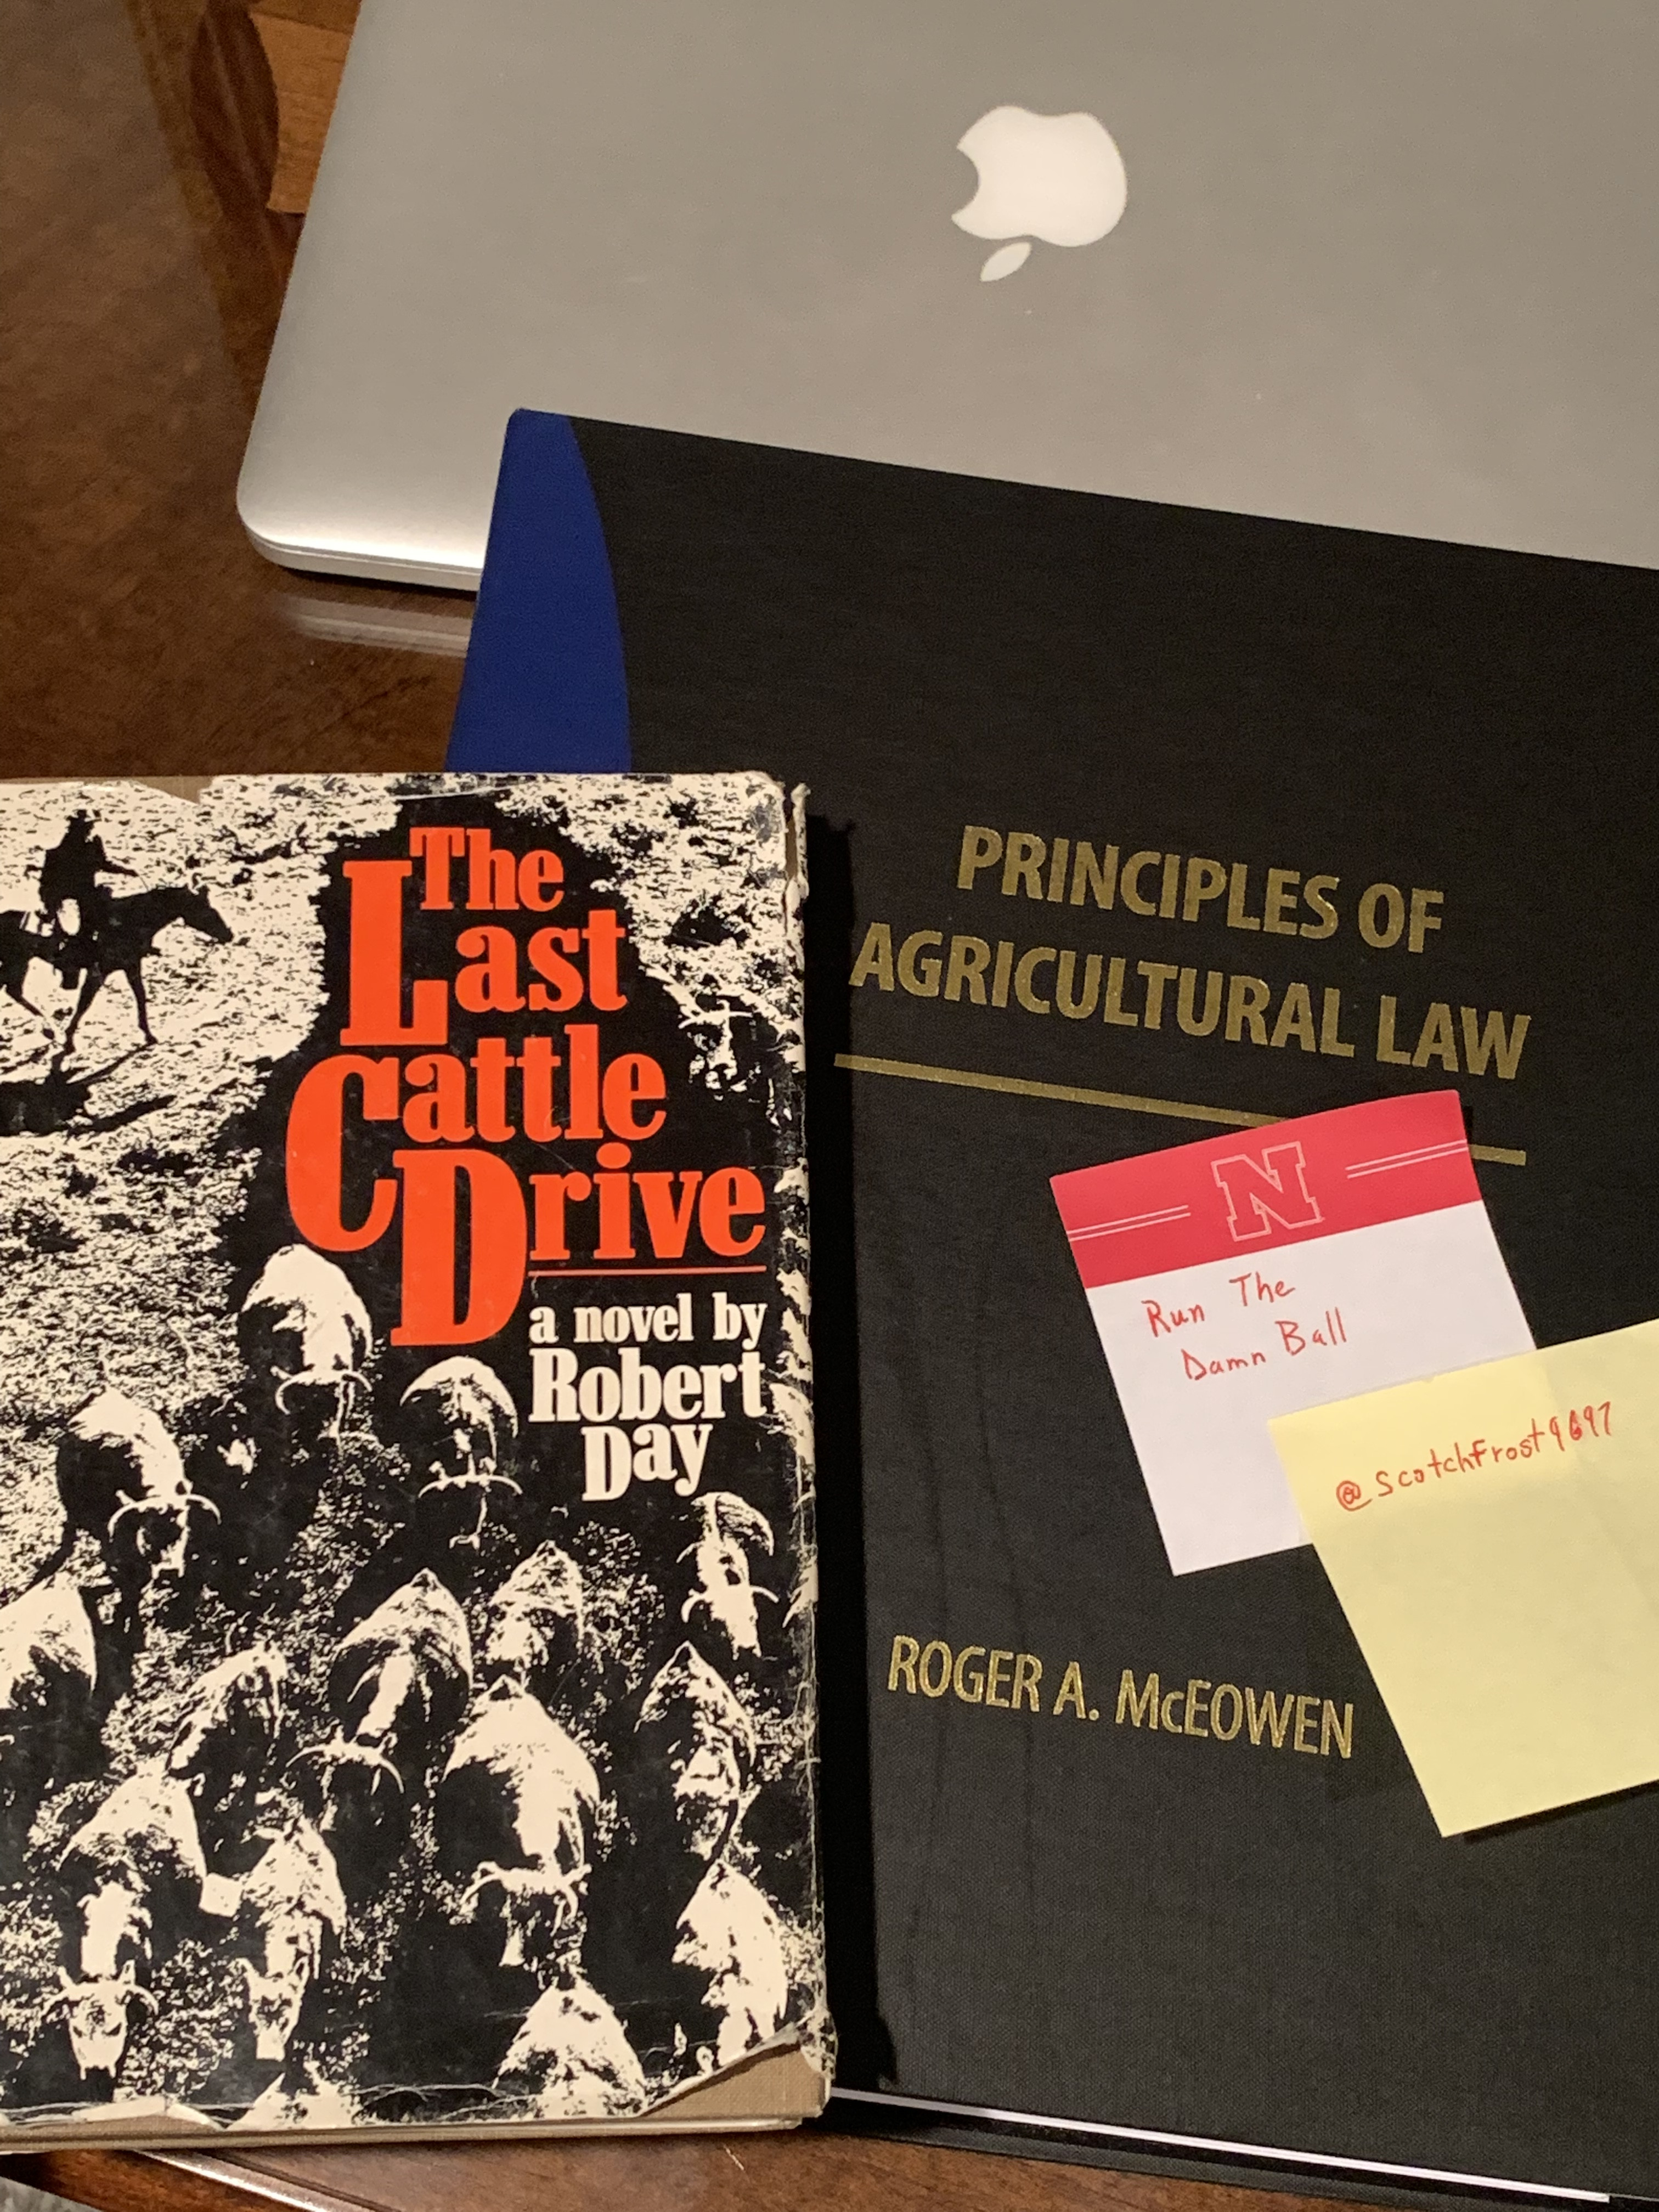 The
Last
Cattle
Drive
a novel by
Robert
Day
PRINCIPLES OF
AGRICULTURAL LAW
N
Run The
Damn Ball
@Scotchfrost9697
ROGER A. McEOWEN